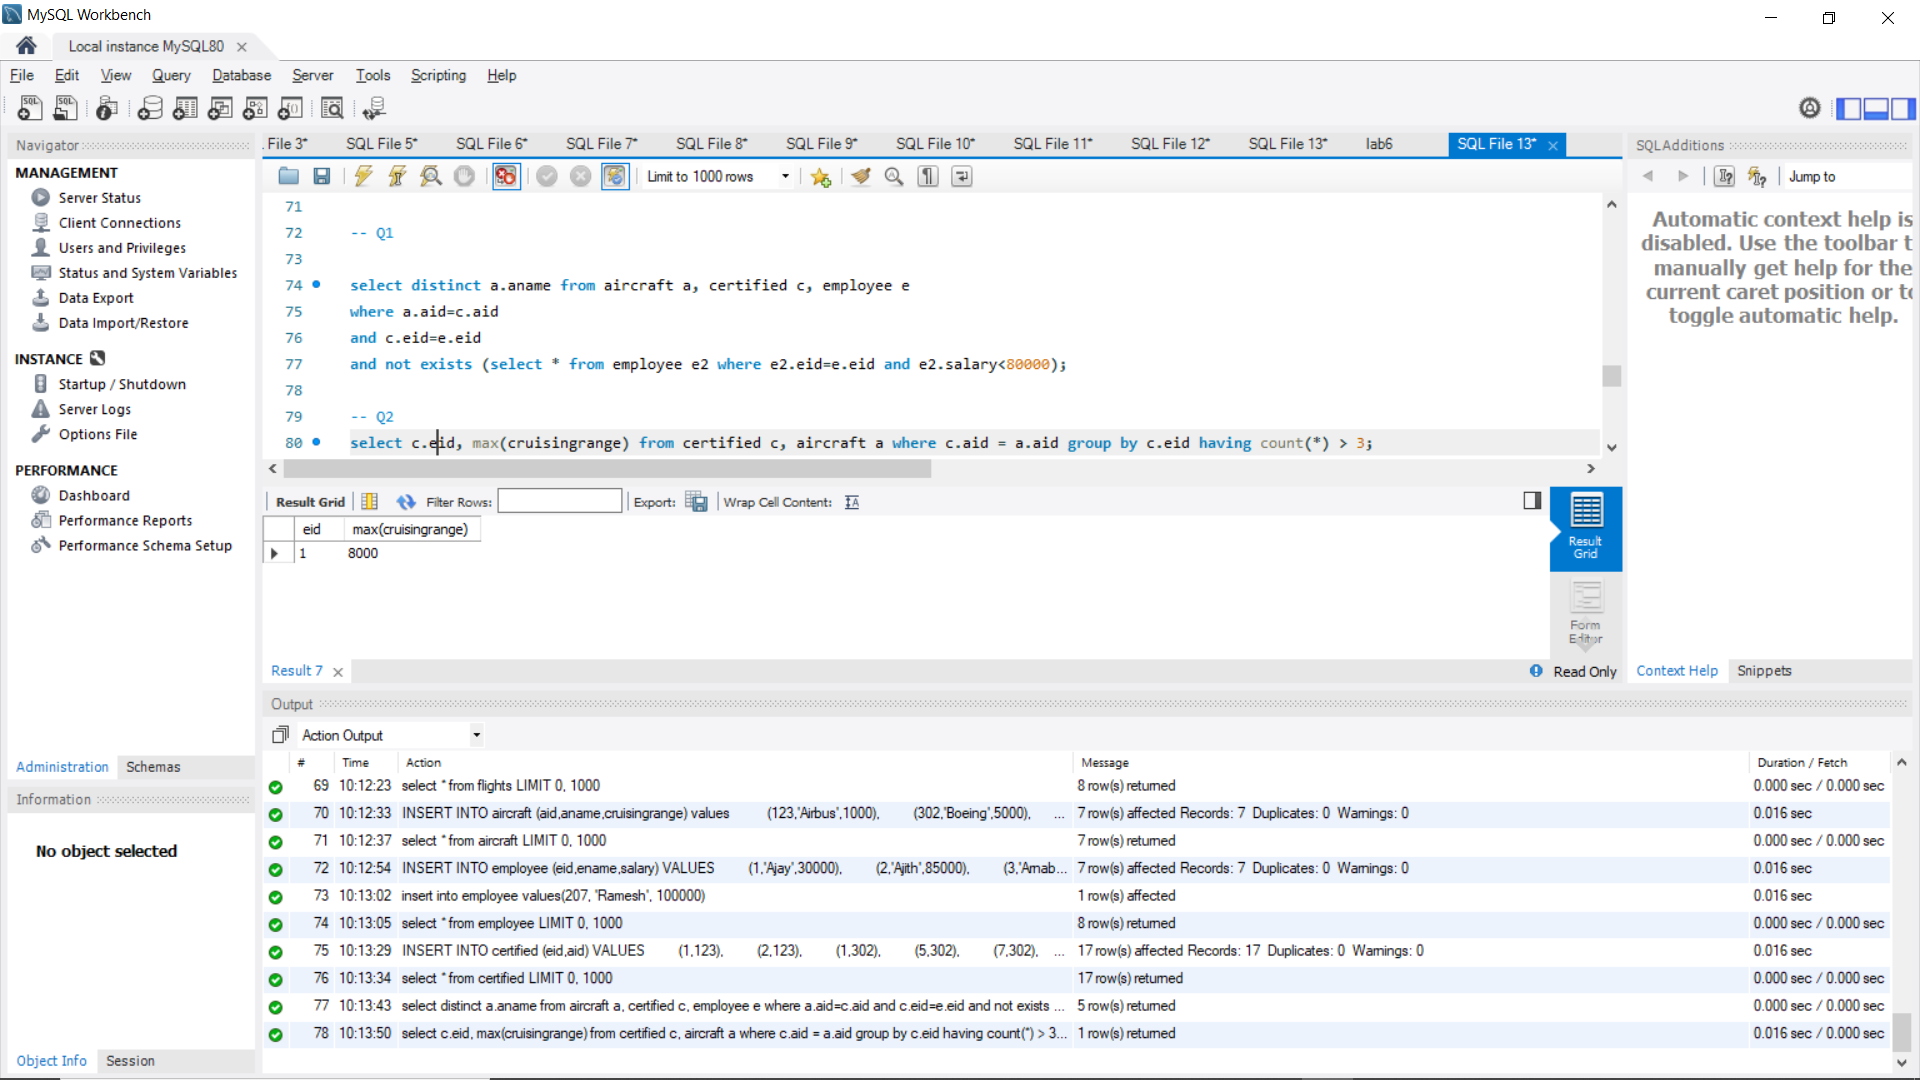 MySQL Workbench
Local instance MySQL80
File Edit View Query Database Server Tools Scripting Help
Navigator
MANAGEMENT
Server Status
Client Connections
Users and Privileges
Status and System Variables
Data Export
Data Import/Restore
INSTANCE
Startup / Shutdown
Server Logs
Options File
PERFORMANCE
Dashboard
Performance Reports
Performance Schema Setup
Administration Schemas
Information
No object selected
Object Info Session
File 3* SQL File 5* SQL File 6* SQL File 7* SQL File 8* SQL File 9* SQL File 10* SQL File 11* SQL File 12* SQL File 13* lab6 SQL File 13*
Limit to 1000 rows
71
72 -- Q1
73
74 select distinct a.aname from aircraft a, certified c, employee e
75 where a.aid=c.aid
76 and c.eid=e.eid
77 and not exists (select * from employee e2 where e2.eid=e.eid and e2.salary<80000);
78
79 -- Q2
80 select c.eid, max(cruisingrange) from certified c, aircraft a where c.aid = a.aid group by c.eid having count(*) > 3;
Result Grid Filter Rows: Export: Wrap Cell Content:
eid max(cruisingrange)
1 8000
Result Grid
Form Editor
Result 7
Read Only
SQLAdditions
Jump to
Automatic context help is
disabled. Use the toolbar t
manually get help for the
current caret position or to
toggle automatic help.
Context Help Snippets
Output
Action Output
# Time Action Message Duration / Fetch
69 10:12:23 select * from flights LIMIT 0, 1000 8 row(s) returned 0.000 sec / 0.000 sec
70 10:12:33 INSERT INTO aircraft (aid,aname,cruisingrange) values (123,'Airbus',1000), (302,'Boeing',5000), ... 7 row(s) affected Records: 7 Duplicates: 0 Warnings: 0 0.016 sec
71 10:12:37 select * from aircraft LIMIT 0, 1000 7 row(s) returned 0.000 sec / 0.000 sec
72 10:12:54 INSERT INTO employee (eid,ename,salary) VALUES (1,'Ajay',30000), (2,'Ajith',85000), (3,'Arnab... 7 row(s) affected Records: 7 Duplicates: 0 Warnings: 0 0.016 sec
73 10:13:02 insert into employee values(207, 'Ramesh', 100000) 1 row(s) affected 0.016 sec
74 10:13:05 select * from employee LIMIT 0, 1000 8 row(s) returned 0.000 sec / 0.000 sec
75 10:13:29 INSERT INTO certified (eid,aid) VALUES (1,123), (2,123), (1,302), (5,302), (7,302), ... 17 row(s) affected Records: 17 Duplicates: 0 Warnings: 0 0.016 sec
76 10:13:34 select * from certified LIMIT 0, 1000 17 row(s) returned 0.000 sec / 0.000 sec
77 10:13:43 select distinct a.aname from aircraft a, certified c, employee e where a.aid=c.aid and c.eid=e.eid and not exists ... 5 row(s) returned 0.000 sec / 0.000 sec
78 10:13:50 select c.eid, max(cruisingrange) from certified c, aircraft a where c.aid = a.aid group by c.eid having count(*) > 3... 1 row(s) returned 0.016 sec / 0.000 sec